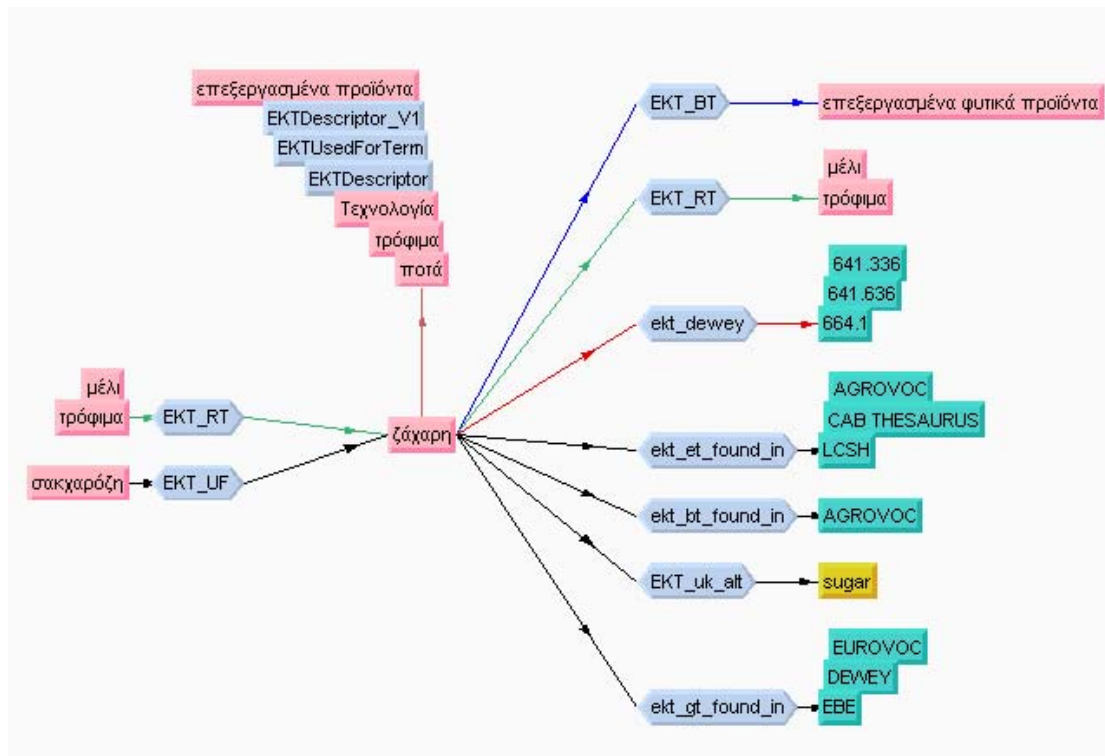 επεξεργασμένα προϊόντα
EKTDescriptor_V1
EKTUsedForTerm
EKTDescriptor
Τεχνολογία
τρόφιμα
ποτά
μέλι
τρόφιμα
EKT_RT
σακχαρόζη
EKT_UF
ζάχαρη
EKT_BT
επεξεργασμένα φυτικά προϊόντα
EKT_RT
μέλι
τρόφιμα
ekt_dewey
641.336
641.636
664.1
ekt_et_found_in
AGROVOC
CAB THESAURUS
LCSH
ekt_bt_found_in
AGROVOC
EKT_uk_alt
sugar
ekt_gt_found_in
EUROVOC
DEWEY
EBE